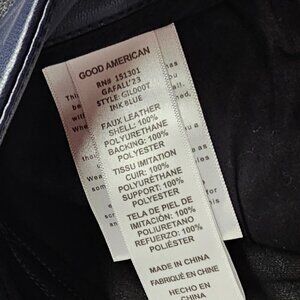 GOOD AMERICAN
RN# 151301
GAFALL'23
STYLE: GILD00T
INK BLUE
FAUX LEATHER
SHELL: 100%
POLYURETHANE
BACKING: 100%
POLYESTER
TISSU IMITATION
CUIR: 100%
POLYURÉTHANE
SUPPORT: 100%
POLYESTER
TELA DE PIEL DE
IMITACIÓN: 100%
POLIURETANO
REFUERZO: 100%
POLIÉSTER
MADE IN CHINA
FABRIQUÉ EN CHINE
HECHO EN
CHINA